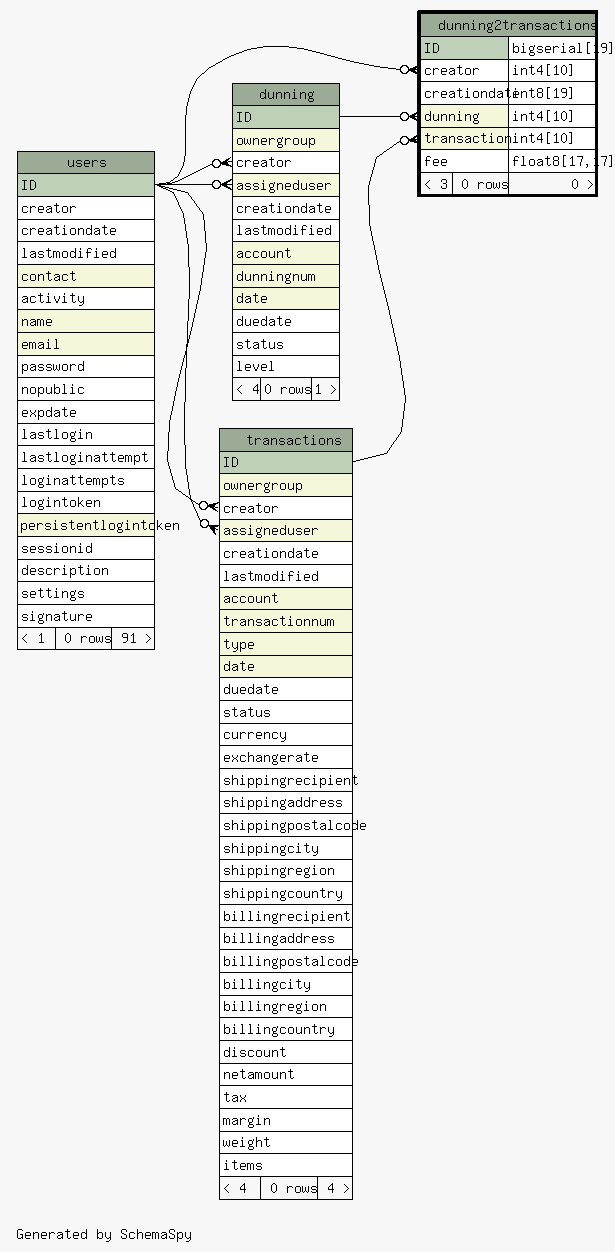 dunning2transactions
ID bigserial[19]
creator int4[10]
creationdate int8[19]
dunning int4[10]
transaction int4[10]
fee float8[17,17]
< 3 0 rows 0 >
dunning
ID
ownergroup
creator
assigneduser
creationdate
lastmodified
account
dunningnum
date
duedate
status
level
< 4 0 rows 1 >
users
ID
creator
creationdate
lastmodified
contact
activity
name
email
password
nopublic
expdate
lastlogin
lastloginattempt
loginattempts
logintoken
persistentlogintoken
sessionid
description
settings
signature
< 1 0 rows 91 >
transactions
ID
ownergroup
creator
assigneduser
creationdate
lastmodified
account
transactionnum
type
date
duedate
status
currency
exchangerate
shippingrecipient
shippingaddress
shippingpostalcode
shippingcity
shippingregion
shippingcountry
billingrecipient
billingaddress
billingpostalcode
billingcity
billingregion
billingcountry
discount
netamount
tax
margin
weight
items
< 4 0 rows 4 >
Generated by SchemaSpy